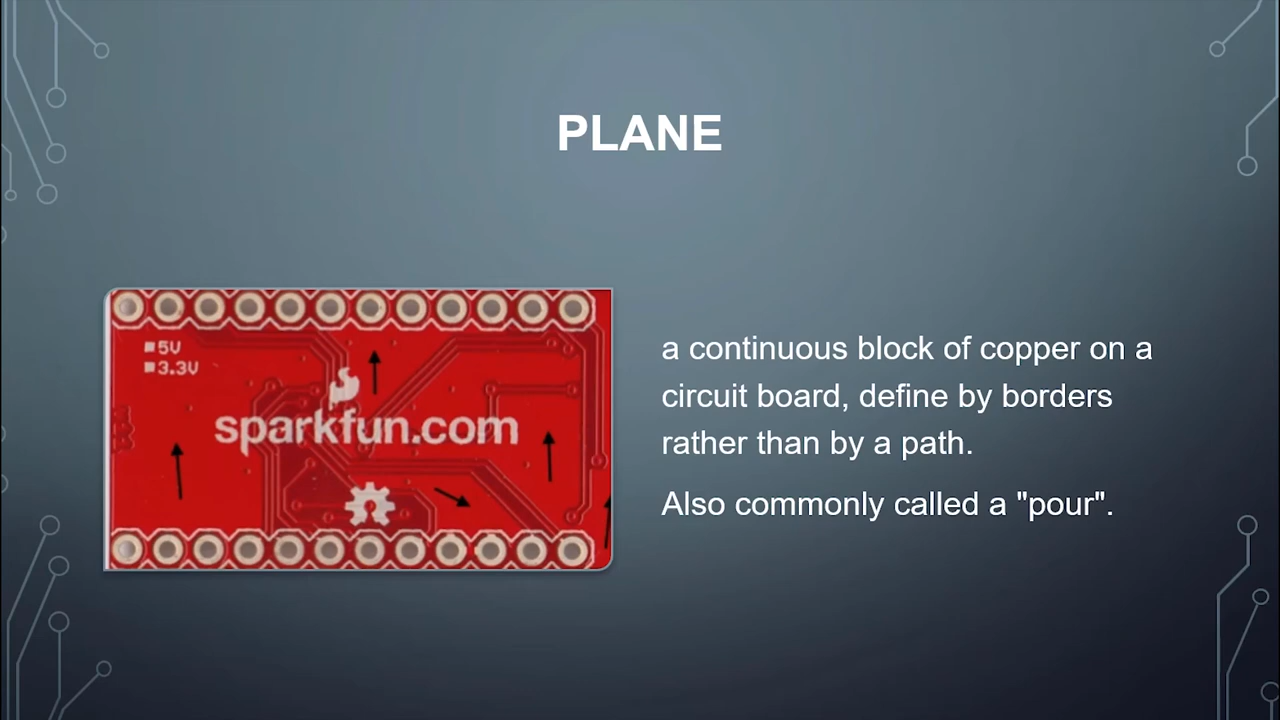 PLANE
5V
3.3V
sparkfun.com
a continuous block of copper on a
circuit board, define by borders
rather than by a path.
Also commonly called a "pour".